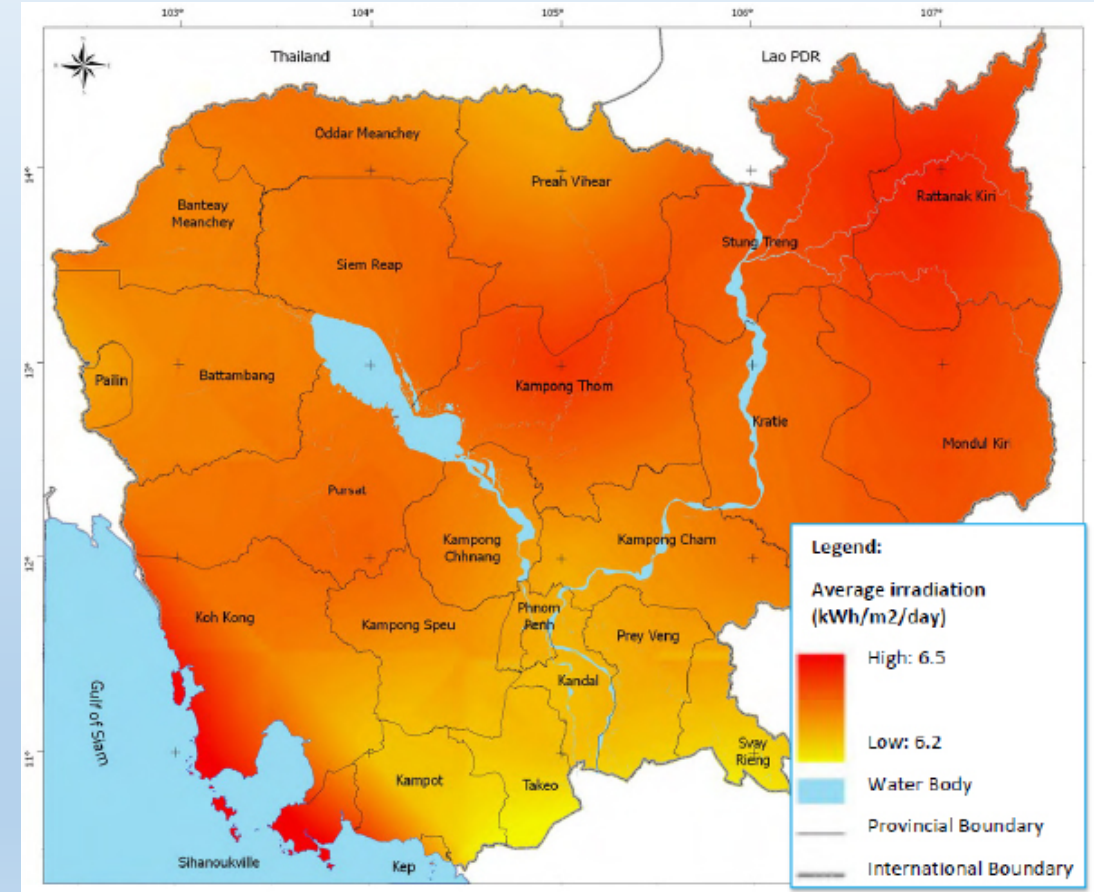 103°
104°
105°
106°
107°
Thailand
Lao PDR
Oddar Meanchey
14°
Preah Vihear
Rattanak Kiri
Banteay
Meanchey
Stung Treng
Siem Reap
13°
Pailin
Battambang
Kampong Thom
Kratie
Mondul Kiri
Pursat
Kampong
Chhnang
Kampong Cham
12°
Koh Kong
Kampong Speu
Phnom
Penh
Prey Veng
Kandal
Gulf of Siam
11°
Svay
Rieng
Kampot
Takeo
Sihanoukville
Kep
Legend:
Average irradiation
(kWh/m2/day)
High: 6.5
Low: 6.2
Water Body
Provincial Boundary
International Boundary